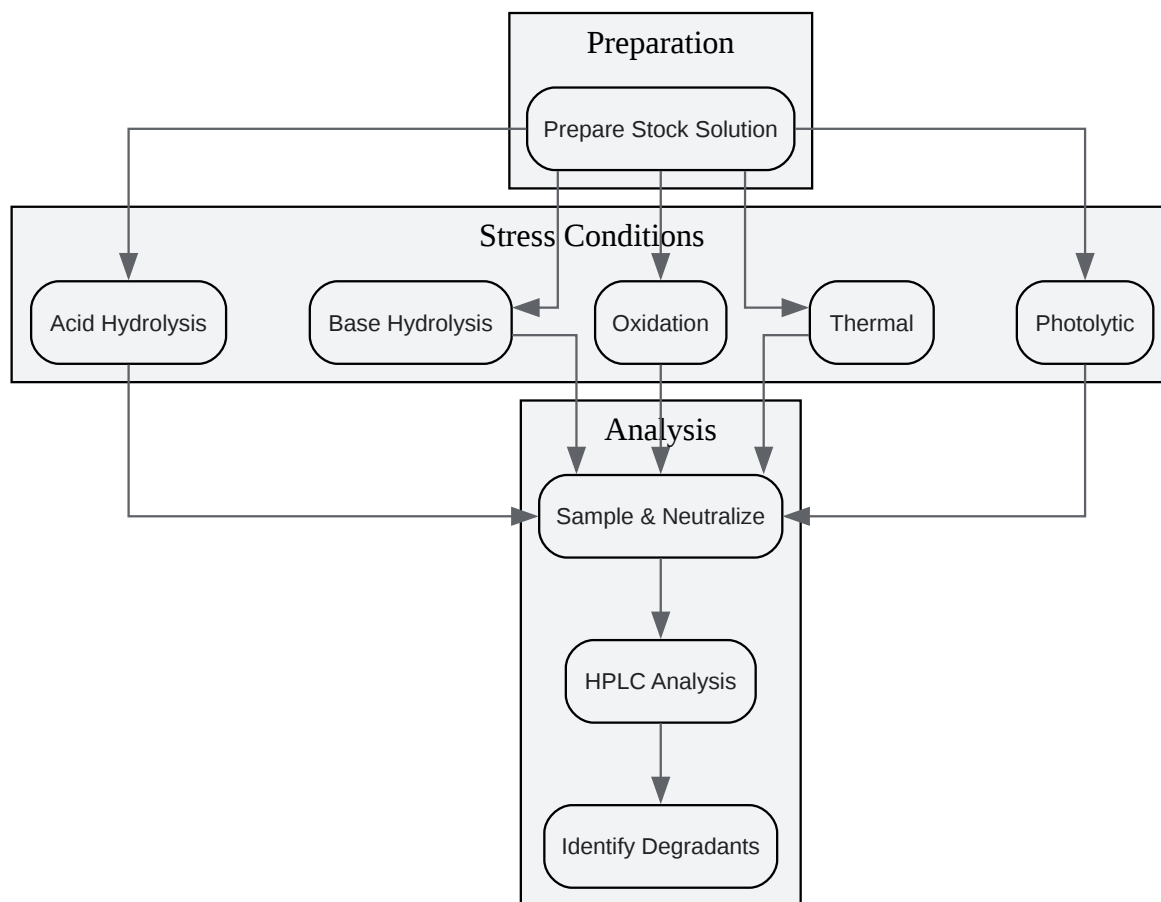 Preparation
Prepare Stock Solution
Stress Conditions
Acid Hydrolysis
Base Hydrolysis
Oxidation
Thermal
Photolytic
Analysis
Sample & Neutralize
HPLC Analysis
Identify Degradants